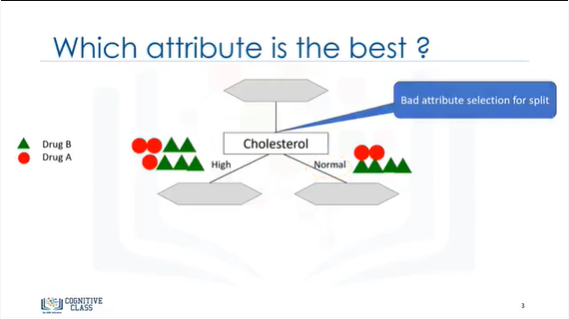 Which attribute is the best ?
Bad attribute selection for split
Drug B
Drug A
Cholesterol
High
Normal
COGNITIVE
CLASS
3